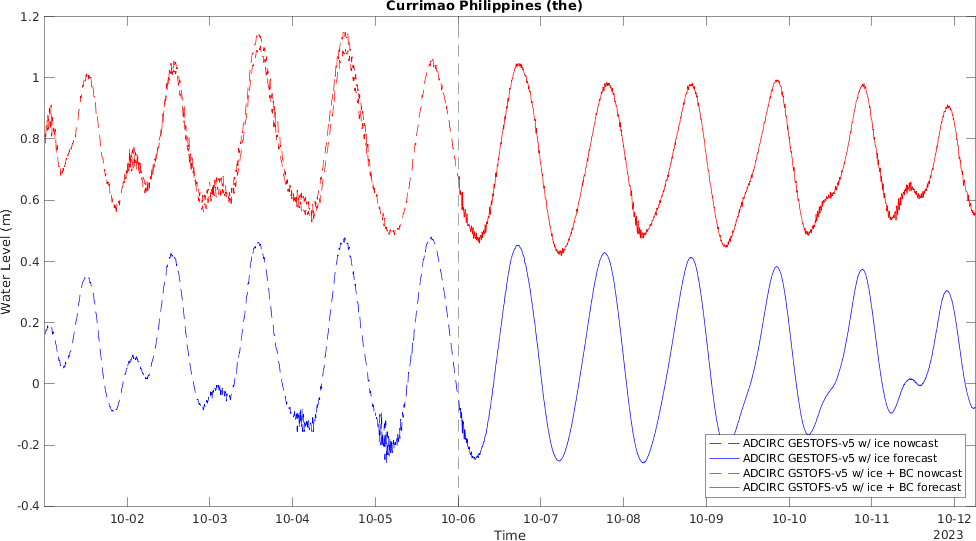 Currimao Philippines (the)
1.2
1
0.8
0.6
0.4
0.2
0
-0.2
-0.4
Water Level (m)
ADCIRC GESTOFS-v5 w/ ice nowcast
ADCIRC GESTOFS-v5 w/ ice forecast
ADCIRC GSTOFS-v5 w/ ice + BC nowcast
ADCIRC GSTOFS-v5 w/ ice + BC forecast
10-02 10-03 10-04 10-05 10-06 10-07 10-08 10-09 10-10 10-11 10-12
Time 2023